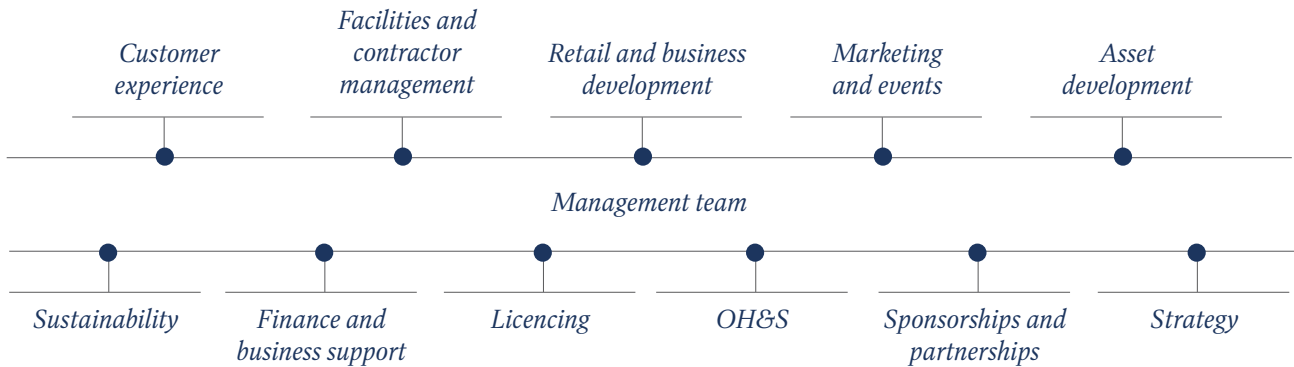 Customer
experience
Facilities and
contractor
management
Retail and business
development
Marketing
and events
Asset
development
Management team
Sustainability
Finance and
business support
Licencing
OH&S
Sponsorships and
partnerships
Strategy